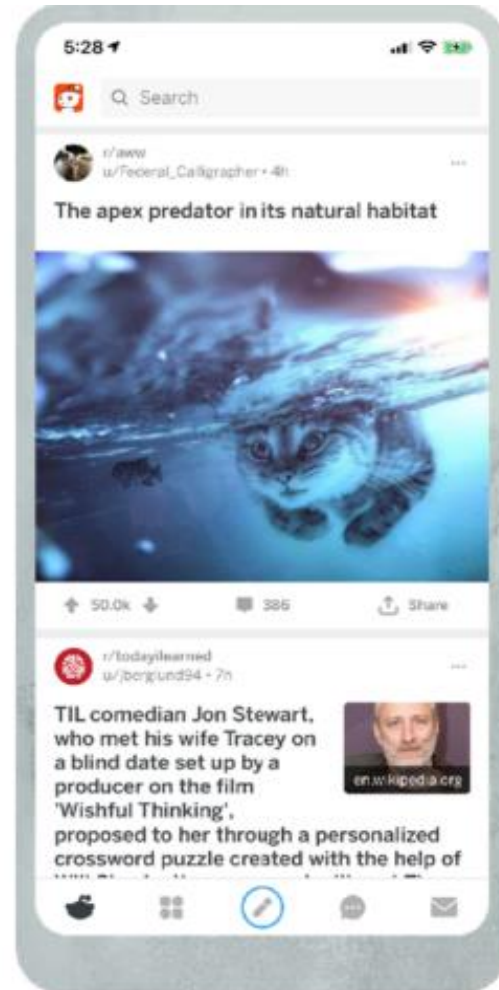 5:28
Search
r/aww
u/Federal_Calligrapher • 4h
The apex predator in its natural habitat
50.0k
386
Share
r/todayilearned
u/jberglund94 • 7h
TIL comedian Jon Stewart,
who met his wife Tracey on
a blind date set up by a
producer on the film
'Wishful Thinking',
proposed to her through a personalized
crossword puzzle created with the help of
en.wikipedia.org